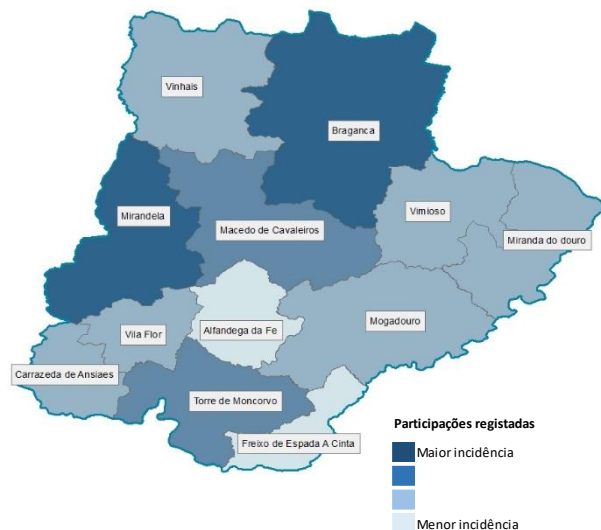 Vinhais
Braganca
Mirandela
Macedo de Cavaleiros
Vimioso
Miranda do douro
Vila Flor
Alfandega da Fe
Mogadouro
Carrazeda de Ansiaes
Torre de Moncorvo
Freixo de Espada A Cinta
Participações registadas
Maior incidência
Menor incidência